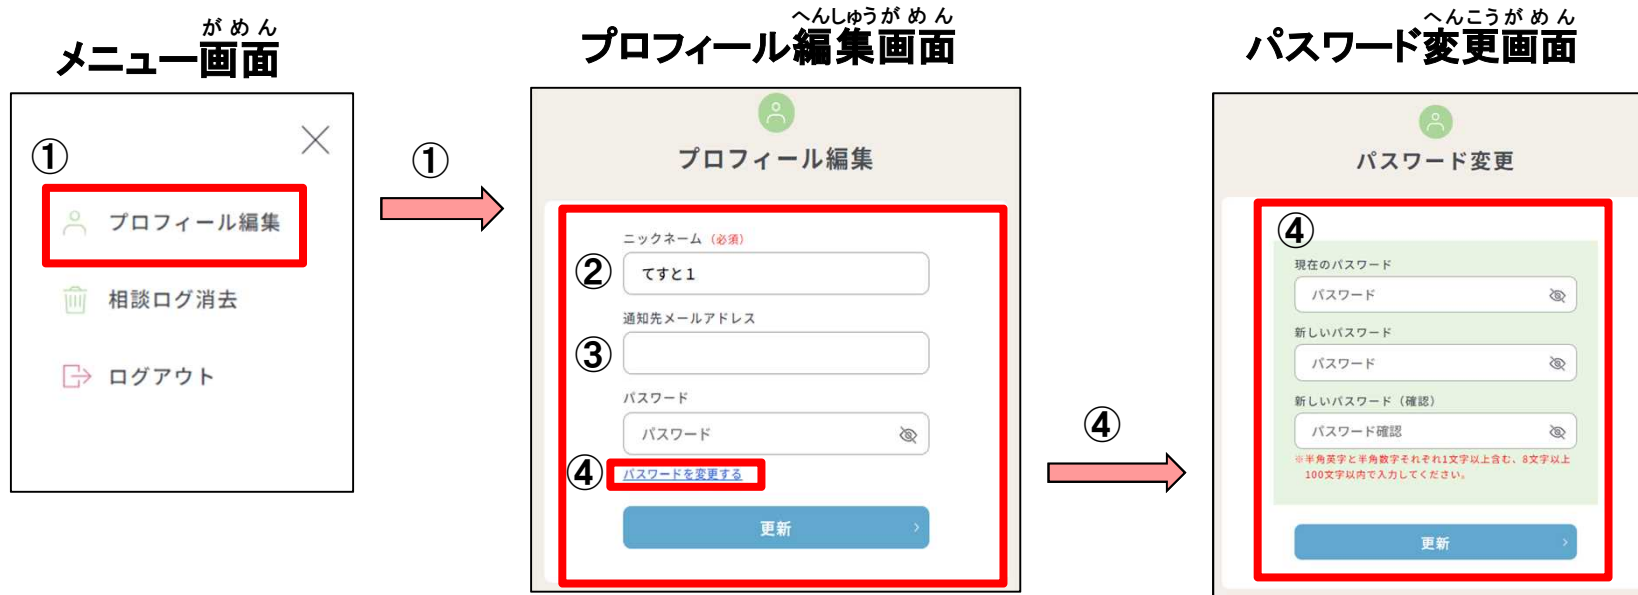 がめん
メニュー画面
①
プロフィール編集
相談ログ消去
ログアウト
①
へんしゅうがめん
プロフィール編集画面
プロフィール編集
ニックネーム（必須）
②
てすと１
通知先メールアドレス
③
パスワード
パスワード
④
パスワードを変更する
更新
④
へんこうがめん
パスワード変更画面
パスワード変更
④
現在のパスワード
パスワード
新しいパスワード
パスワード
新しいパスワード（確認）
パスワード確認
※半角英字と半角数字それぞれ1文字以上含む、8文字以上
100文字以内で入力してください。
更新